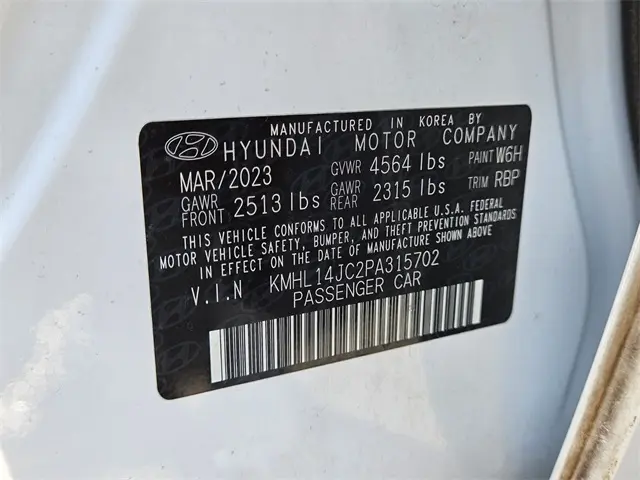 MANUFACTURED IN KOREA BY
HYUNDAI MOTOR COMPANY
MAR/2023 GVWR 4564 lbs PAINT W6H
GAWR FRONT 2513 lbs GAWR REAR 2315 lbs TRIM RBP
THIS VEHICLE CONFORMS TO ALL APPLICABLE U.S.A. FEDERAL
MOTOR VEHICLE SAFETY, BUMPER, AND THEFT PREVENTION STANDARDS
IN EFFECT ON THE DATE OF MANUFACTURE SHOWN ABOVE.
V.I.N KMHL14JC2PA315702
PASSENGER CAR